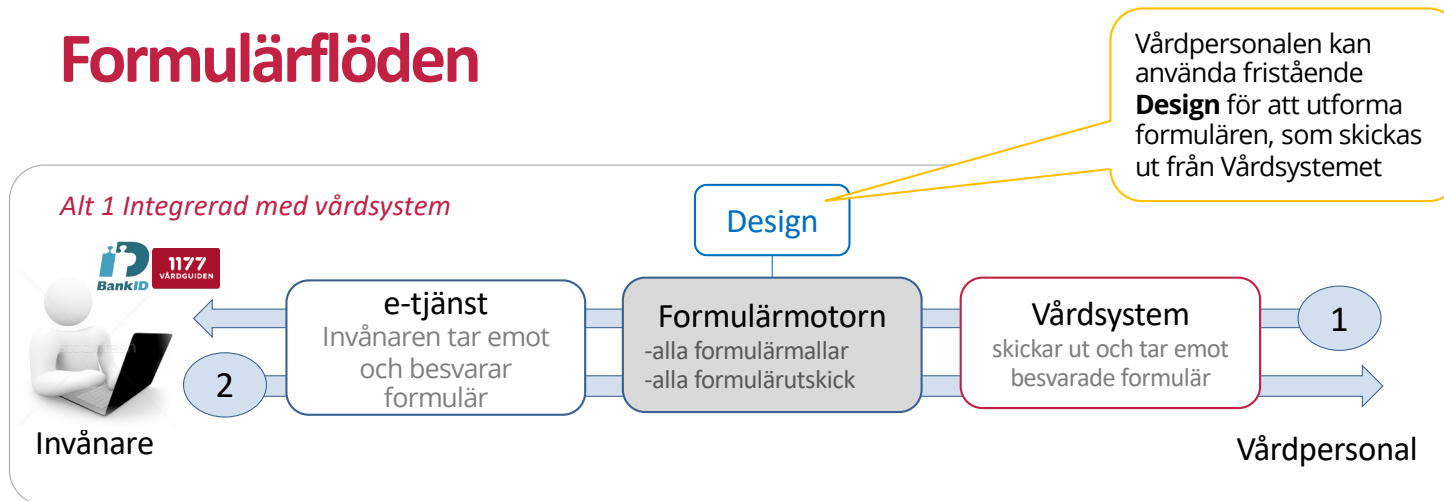 Formulärflöden
Vårdpersonalen kan
använda fristående
Design för att utforma
formulären, som skickas
ut från Vårdsystemet
Alt 1 Integrerad med vårdsystem
Design
BankID
1177
VÅRDGUIDEN
e-tjänst
Invånaren tar emot
och besvarar
formulär
Formulärmotorn
-alla formulärmallar
-alla formulärutskick
Vårdsystem
skickar ut och tar emot
besvarade formulär
1
2
Invånare
Vårdpersonal